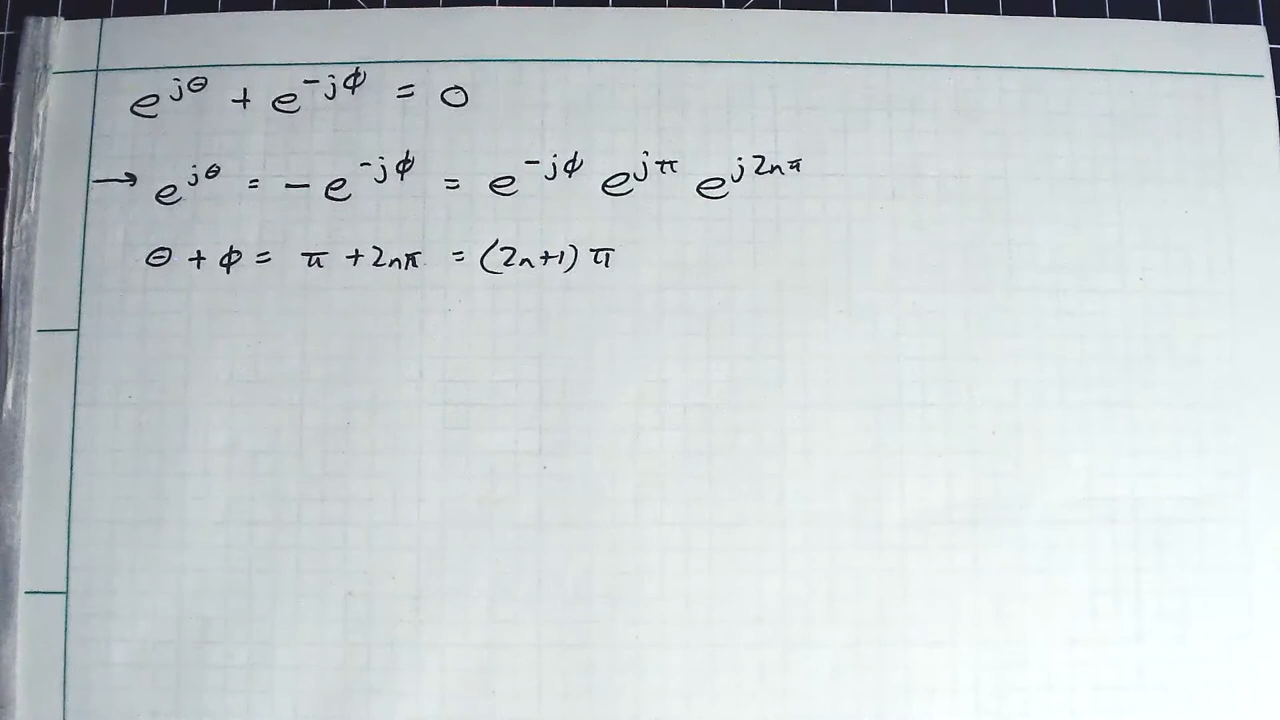 e^{jθ} + e^{-jϕ} = 0
→ e^{jθ} = -e^{-jϕ} = e^{-jϕ} e^{jπ} e^{j2nπ}
θ + ϕ = π + 2nπ = (2n+1)π